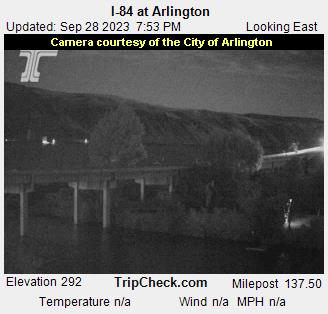 I-84 at Arlington
Updated: Sep 28 2023 7:53 PM Looking East
Camera courtesy of the City of Arlington
Elevation 292 TripCheck.com Milepost 137.50
Temperature n/a Wind n/a MPH n/a